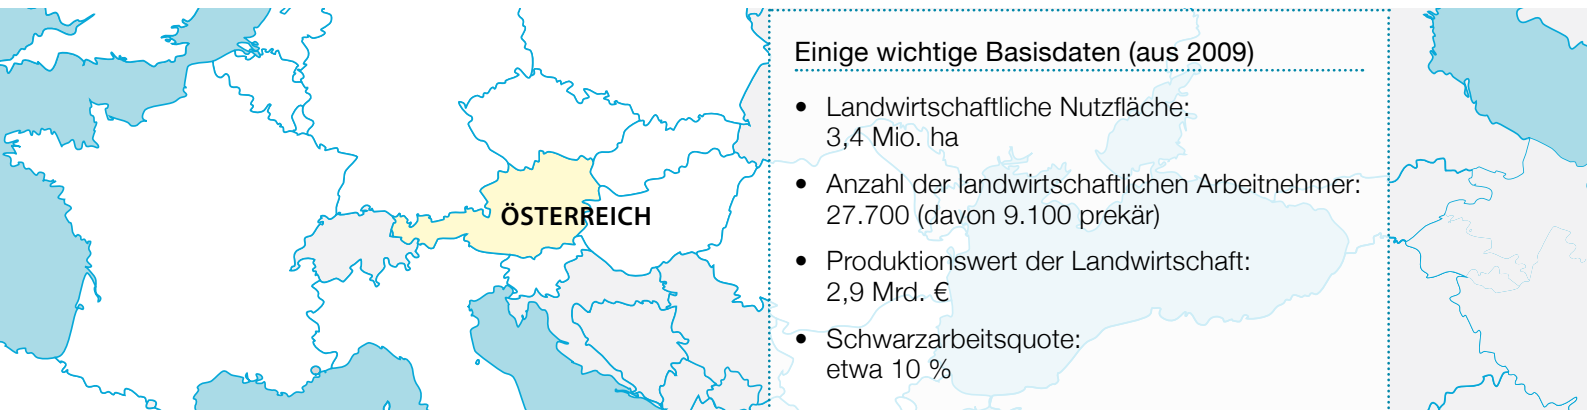 ÖSTERREICH
Einige wichtige Basisdaten (aus 2009)
• Landwirtschaftliche Nutzfläche:
3,4 Mio. ha
• Anzahl der landwirtschaftlichen Arbeitnehmer:
27.700 (davon 9.100 prekär)
• Produktionswert der Landwirtschaft:
2,9 Mrd. €
• Schwarzarbeitsquote:
etwa 10 %